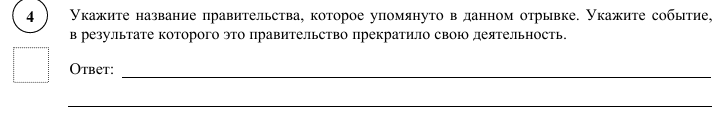 4
Укажите название правительства, которое упомянуто в данном отрывке. Укажите событие,
в результате которого это правительство прекратило свою деятельность.
Ответ: